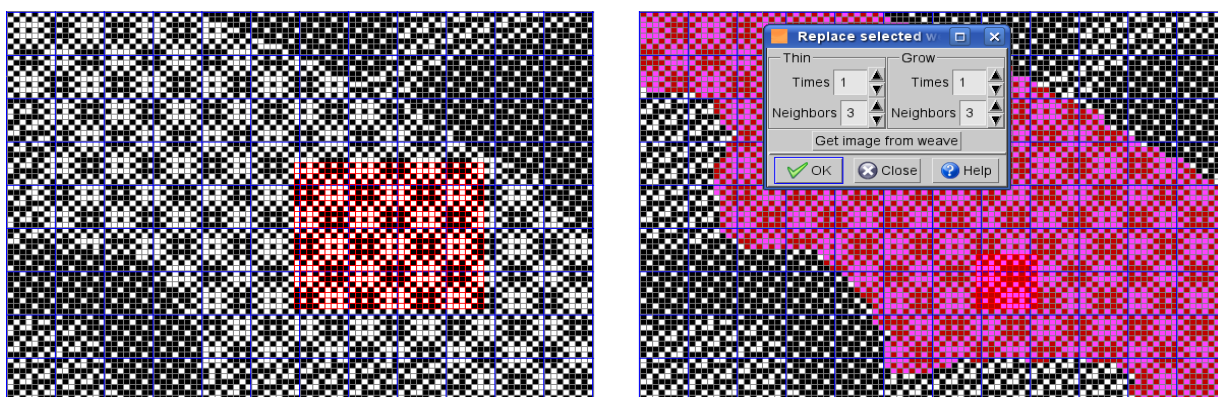 Replace selected w
Thin Grow
Times 1 Times 1
Neighbors 3 Neighbors 3
Get image from weave
OK Close Help